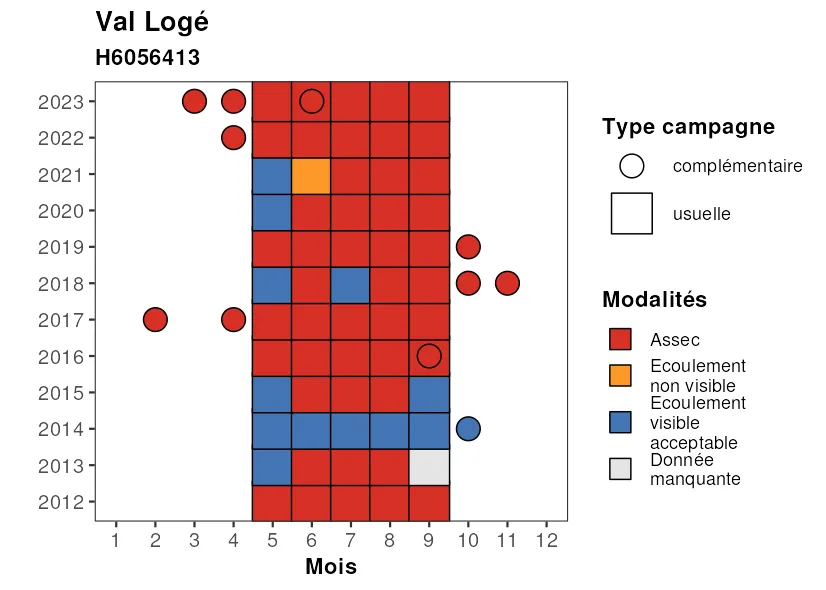 Val Logé
H6056413
2023
2022
2021
2020
2019
2018
2017
2016
2015
2014
2013
2012
1 2 3 4 5 6 7 8 9 10 11 12
Mois
Type campagne
complémentaire
usuelle
Modalités
Assec
Ecoulement
non visible
Ecoulement
visible
acceptable
Donnée
manquante